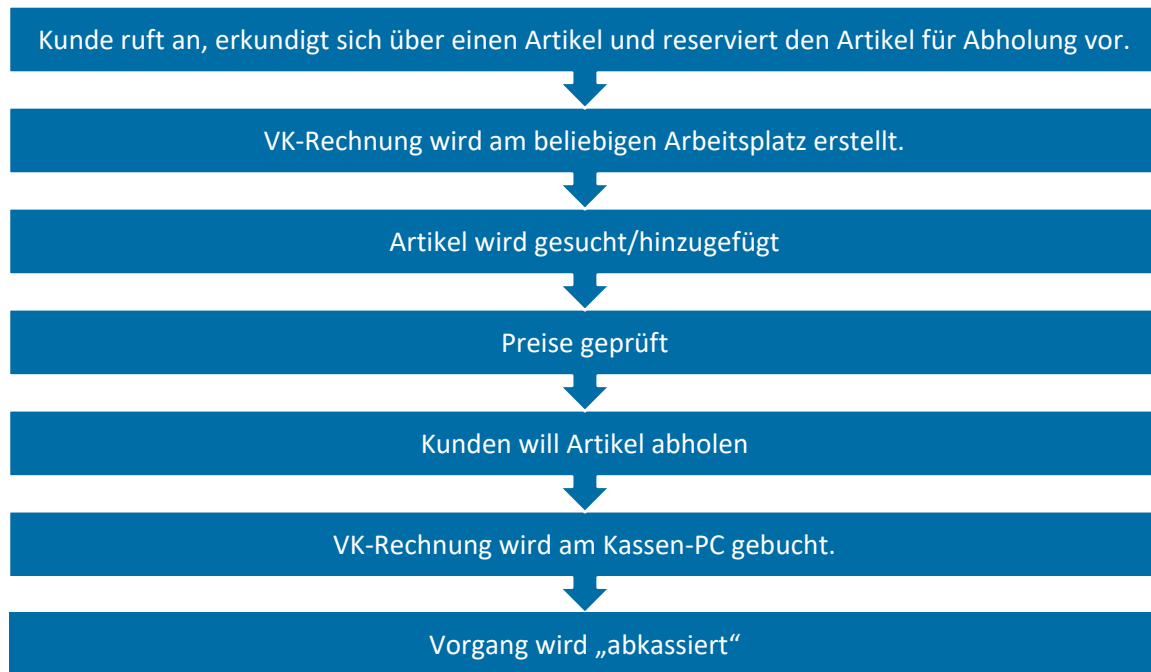 Kunde ruft an, erkundigt sich über einen Artikel und reserviert den Artikel für Abholung vor.
VK-Rechnung wird am beliebigen Arbeitsplatz erstellt.
Artikel wird gesucht/hinzugefügt
Preise geprüft
Kunden will Artikel abholen
VK-Rechnung wird am Kassen-PC gebucht.
Vorgang wird „abkassiert“